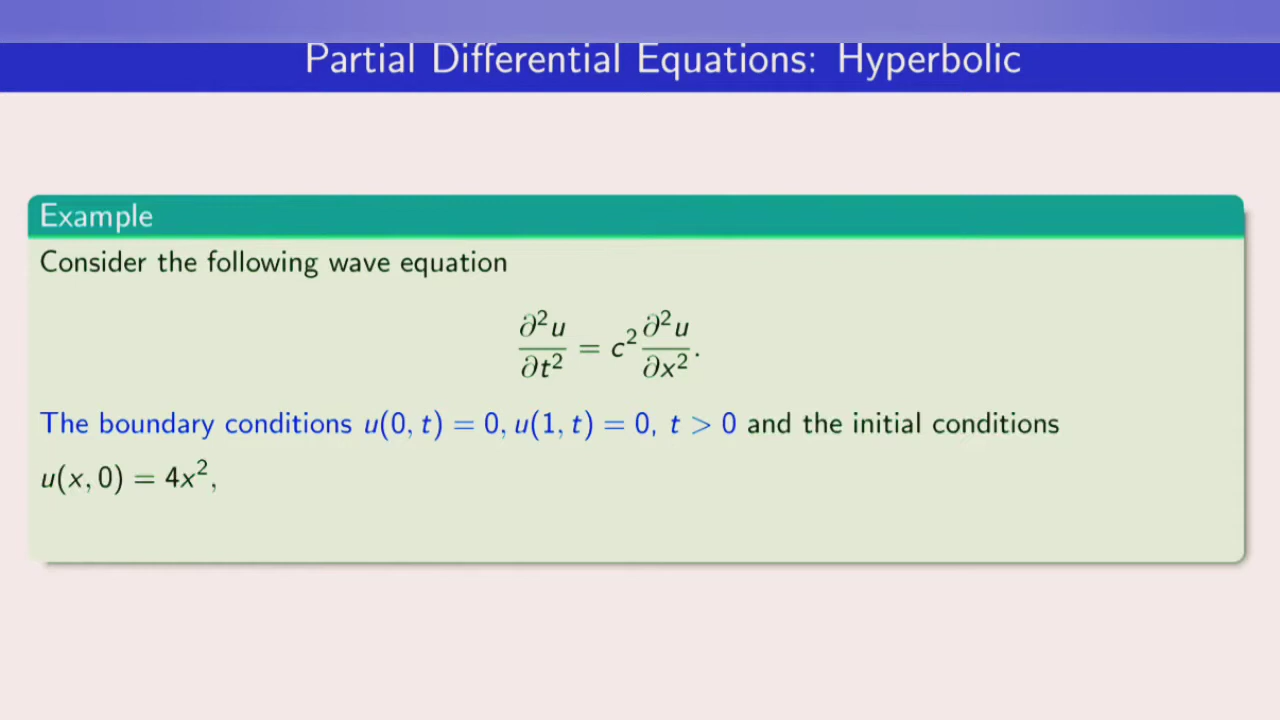 Partial Differential Equations: Hyperbolic
Example
Consider the following wave equation
∂²u/∂t² = c² ∂²u/∂x².
The boundary conditions u(0, t) = 0, u(1, t) = 0, t > 0 and the initial conditions
u(x, 0) = 4x²,